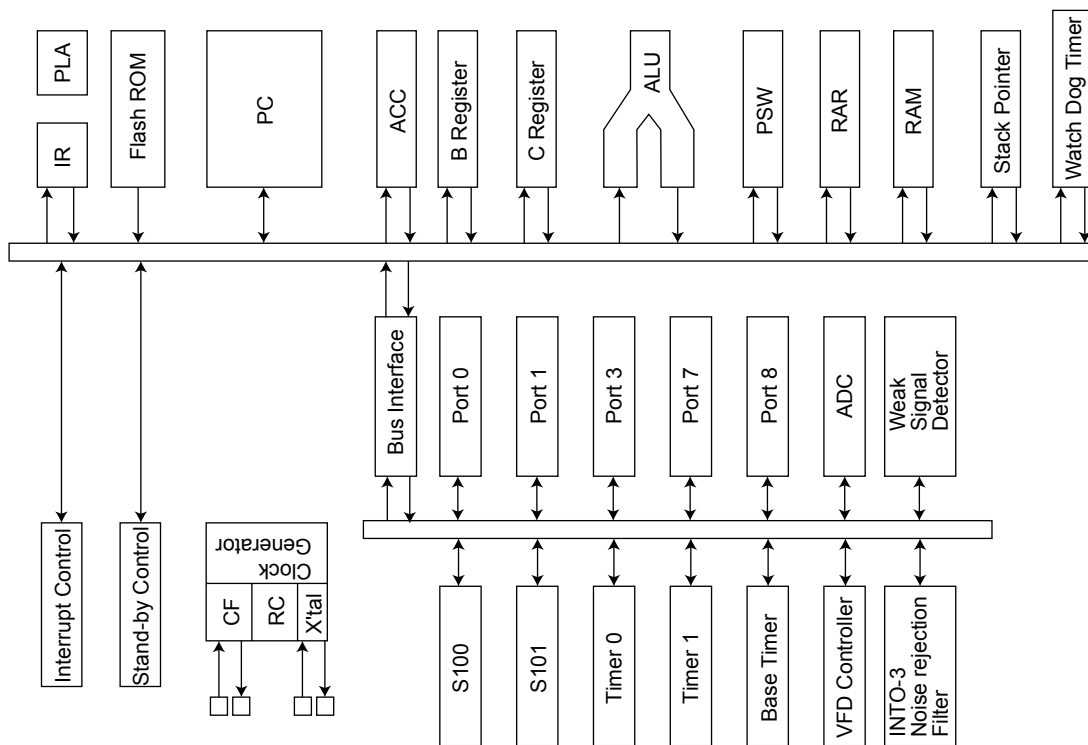 Interrupt Control
IR
PLA
Stand-by Control
Flash ROM
CF
RC
X'tal
Clock
Generator
PC
Bus Interface
ACC
S100
Port 0
B Register
S101
Port 1
C Register
Timer 0
Port 3
ALU
Timer 1
Port 7
Base Timer
Port 8
PSW
VFD Controller
ADC
RAR
INTO-3
Noise rejection
Filter
Weak
Signal
Detector
RAM
Stack Pointer
Watch Dog Timer